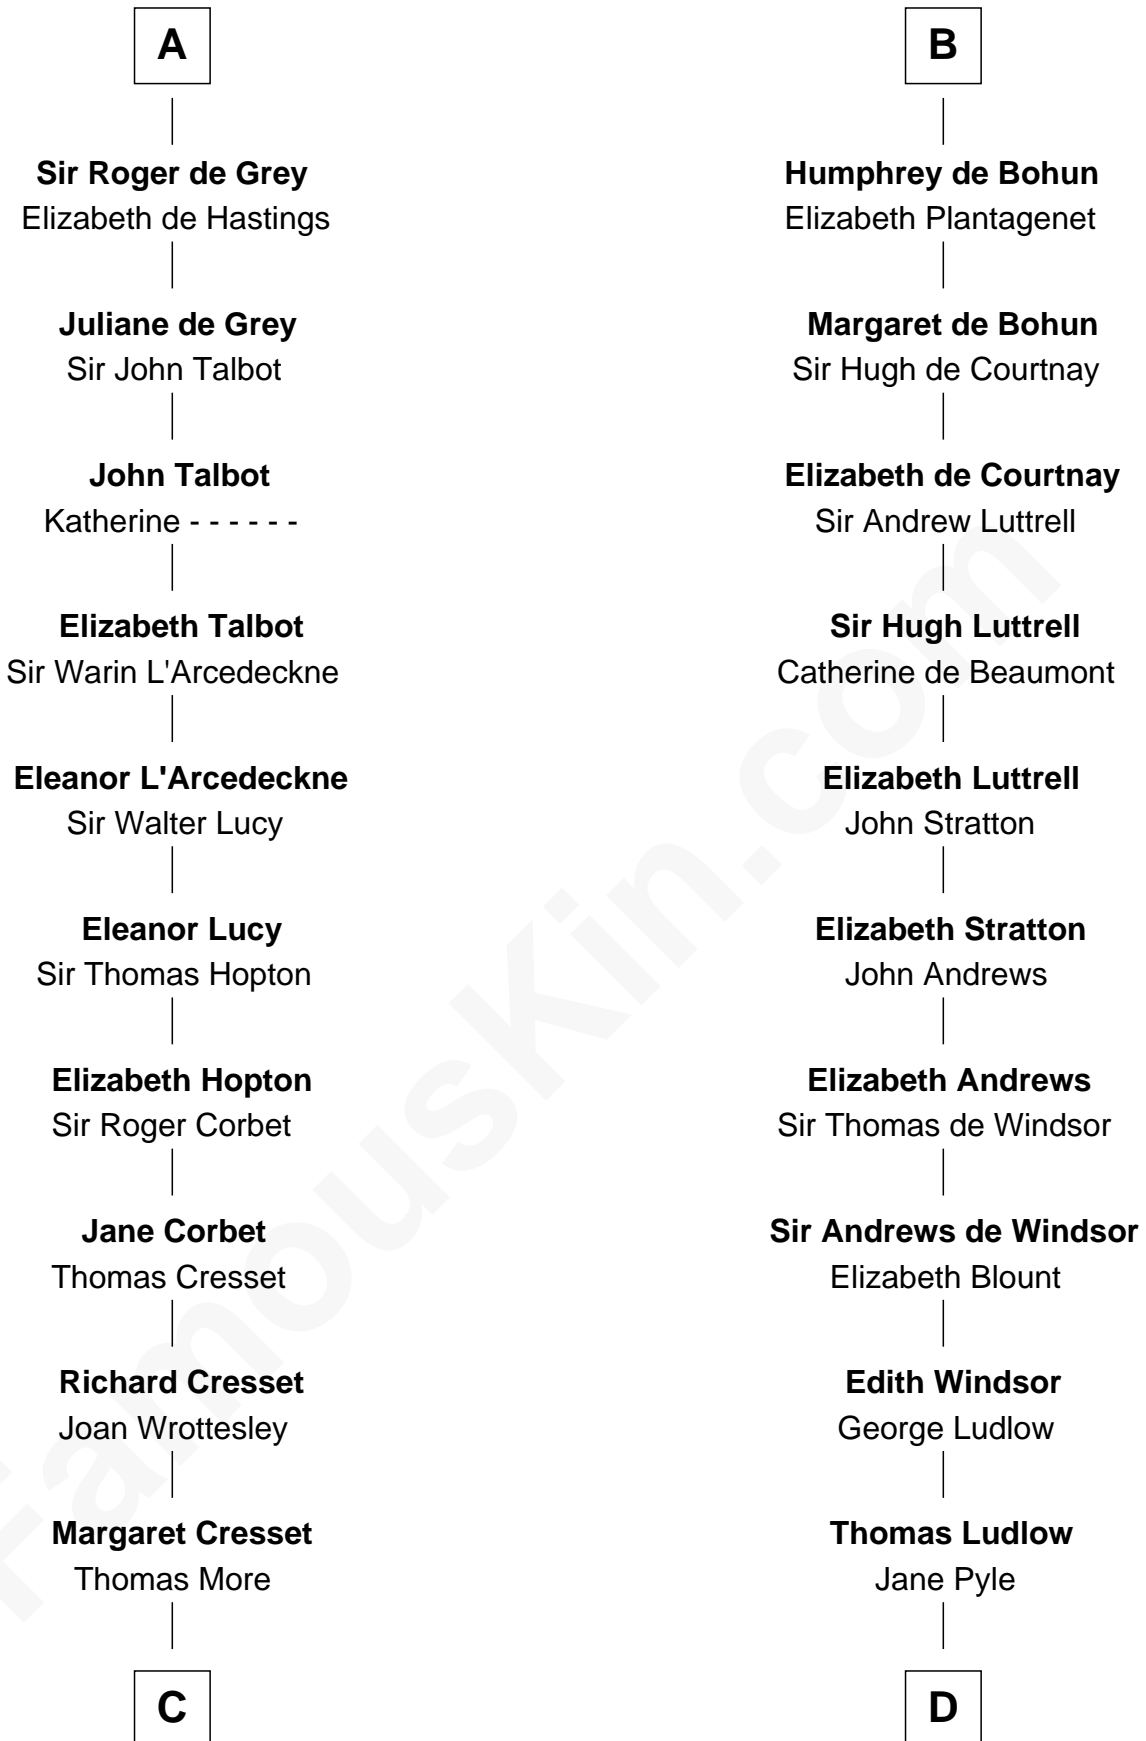 A
Sir Roger de Grey
Elizabeth de Hastings
Juliane de Grey
Sir John Talbot
John Talbot
Katherine - - - - - -
Elizabeth Talbot
Sir Warin L'Arcedeckne
Eleanor L'Arcedeckne
Sir Walter Lucy
Eleanor Lucy
Sir Thomas Hopton
Elizabeth Hopton
Sir Roger Corbet
Jane Corbet
Thomas Cresset
Richard Cresset
Joan Wrottesley
Margaret Cresset
Thomas More
C
B
Humphrey de Bohun
Elizabeth Plantagenet
Margaret de Bohun
Sir Hugh de Courtnay
Elizabeth de Courtnay
Sir Andrew Luttrell
Sir Hugh Luttrell
Catherine de Beaumont
Elizabeth Luttrell
John Stratton
Elizabeth Stratton
John Andrews
Elizabeth Andrews
Sir Thomas de Windsor
Sir Andrews de Windsor
Elizabeth Blount
Edith Windsor
George Ludlow
Thomas Ludlow
Jane Pyle
D
FamousKin.com